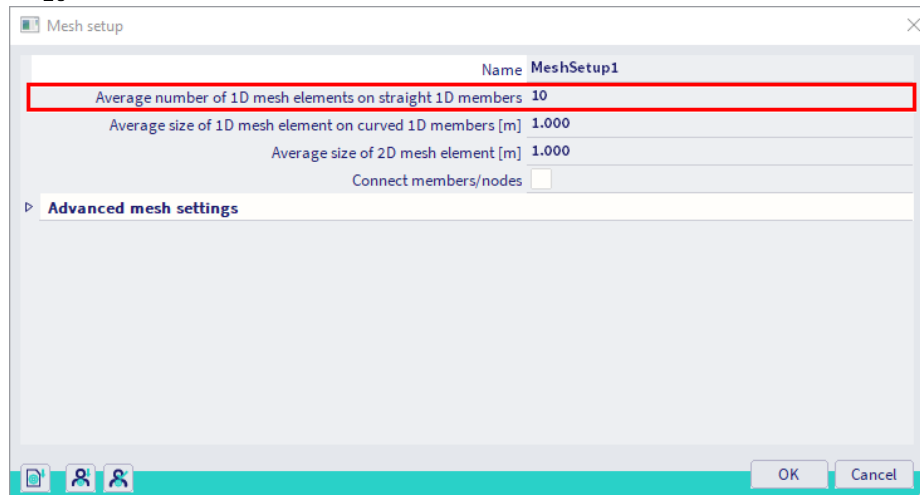 Mesh setup
Name MeshSetup1
Average number of 1D mesh elements on straight 1D members 10
Average size of 1D mesh element on curved 1D members [m] 1.000
Average size of 2D mesh element [m] 1.000
Connect members/nodes
Advanced mesh settings
OK Cancel